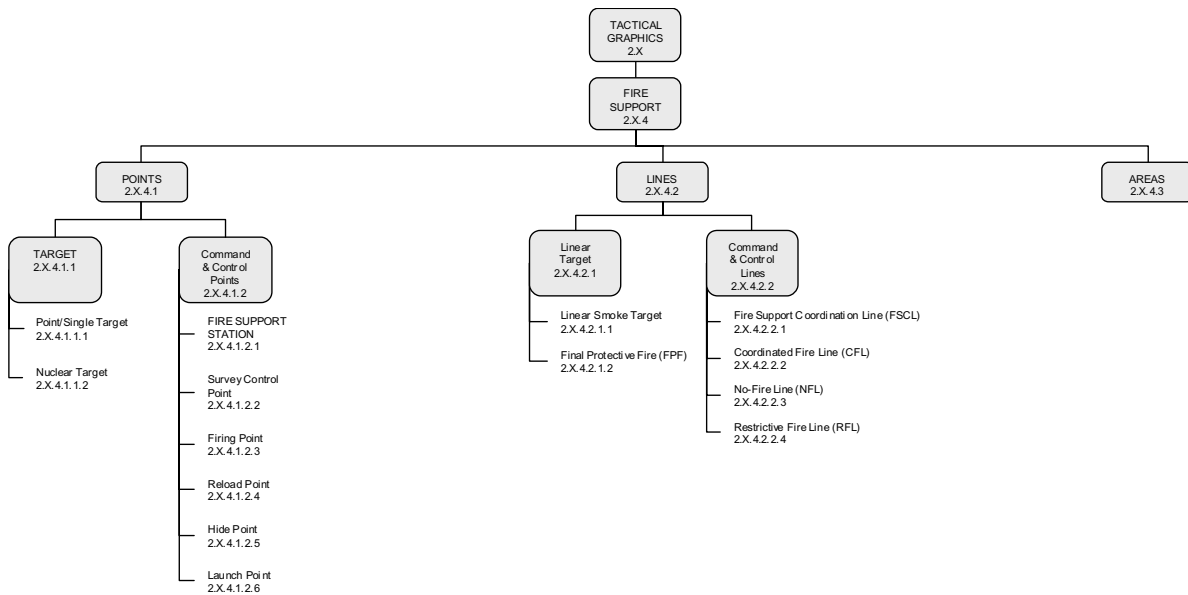 TACTICAL
GRAPHICS
2.X
FIRE
SUPPORT
2.X.4
POINTS
2.X.4.1
LINES
2.X.4.2
AREAS
2.X.4.3
TARGET
2.X.4.1.1
Point/Single Target
2.X.4.1.1.1
Nuclear Target
2.X.4.1.1.2
Command
& Control
Points
2.X.4.1.2
FIRE SUPPORT
STATION
2.X.4.1.2.1
Survey Control
Point
2.X.4.1.2.2
Firing Point
2.X.4.1.2.3
Reload Point
2.X.4.1.2.4
Hide Point
2.X.4.1.2.5
Launch Point
2.X.4.1.2.6
Linear
Target
2.X.4.2.1
Linear Smoke Target
2.X.4.2.1.1
Final Protective Fire (FPF)
2.X.4.2.1.2
Command
& Control
Lines
2.X.4.2.2
Fire Support Coordination Line (FSCL)
2.X.4.2.2.1
Coordinated Fire Line (CFL)
2.X.4.2.2.2
No-Fire Line (NFL)
2.X.4.2.2.3
Restrictive Fire Line (RFL)
2.X.4.2.2.4